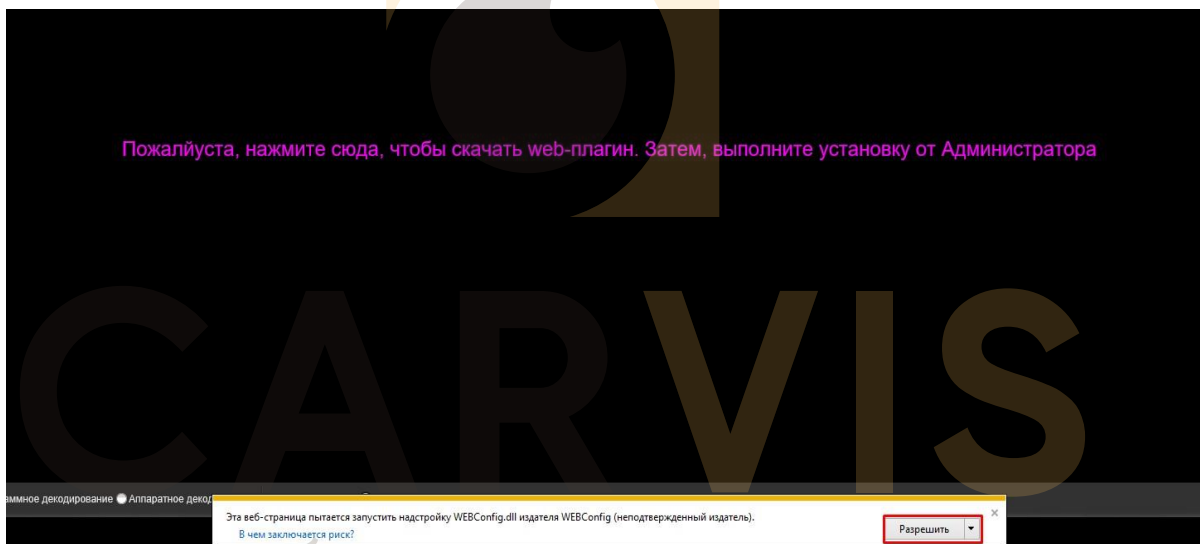 Пожалйуста, нажмите сюда, чтобы скачать web-плагин. Затем, выполните установку от Администратора
CARVIS
аммное декодирование Аппаратное декод
Эта веб-страница пытается запустить надстройку WEBConfig.dll издателя WEBConfig (неподтвержденный издатель).
Разрешить
В чем заключается риск?